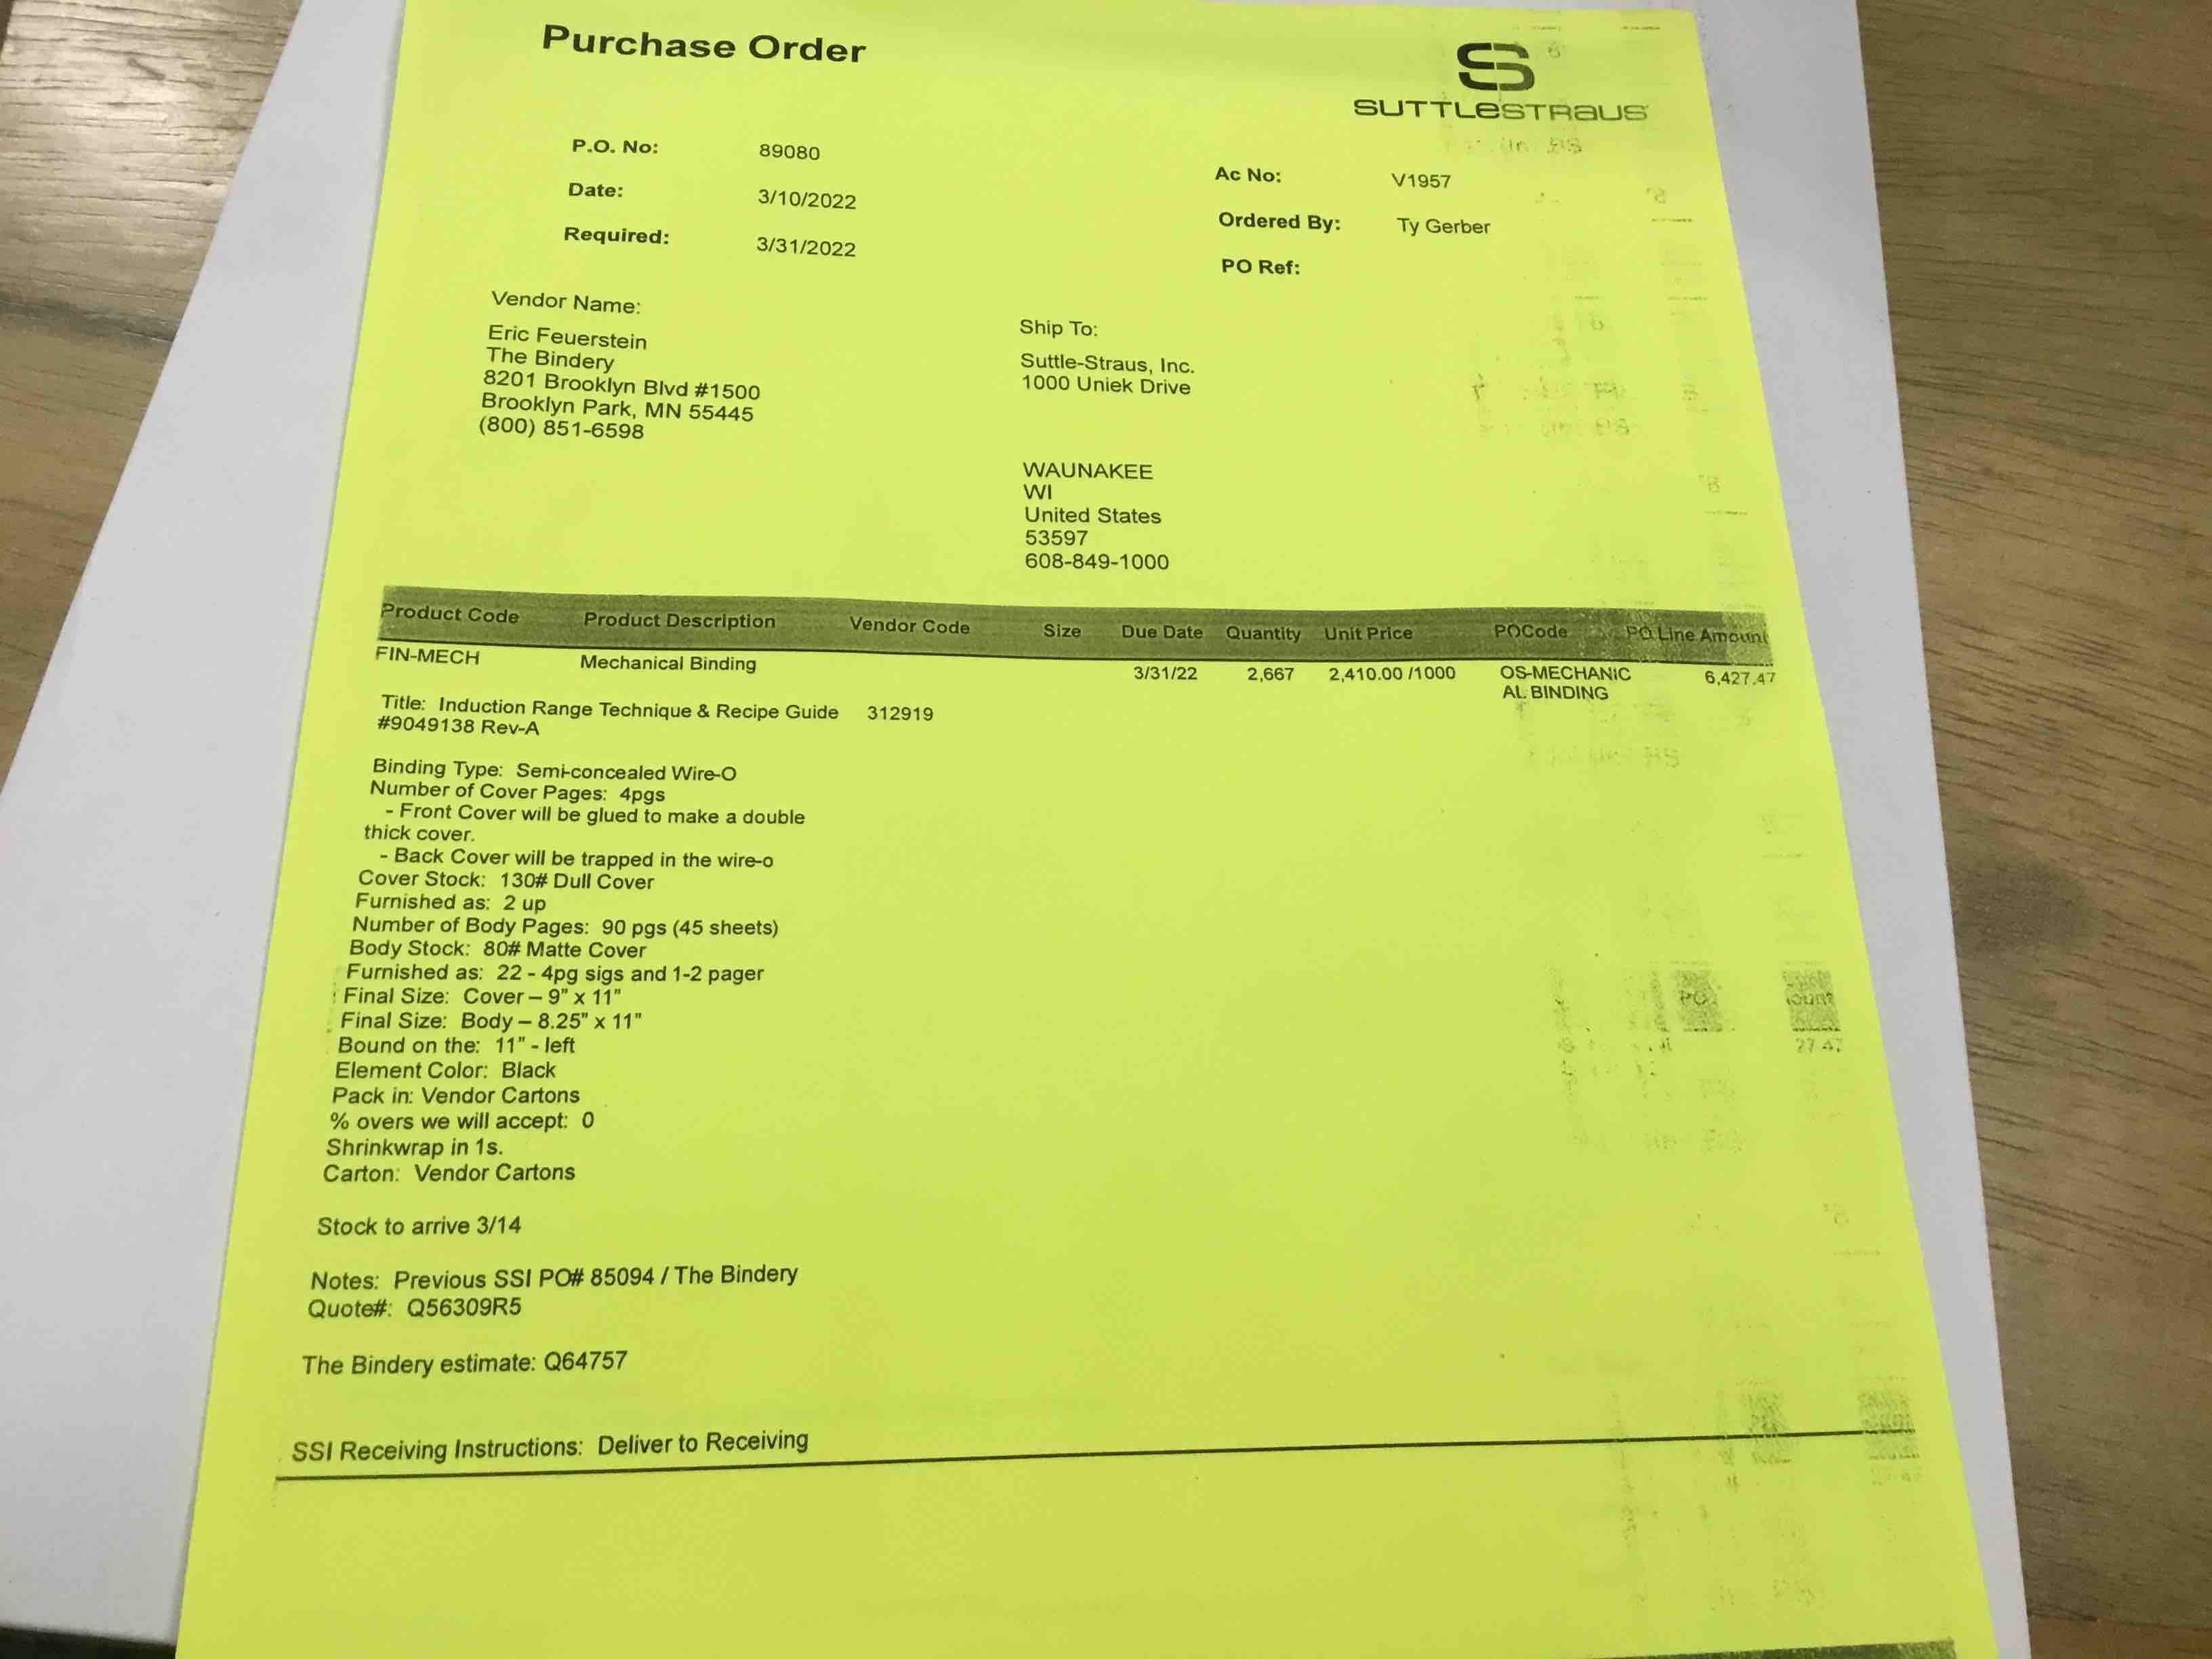 Purchase Order
SUTTLESTRAUS
P.O. No: 89080
Date: 3/10/2022
Required: 3/31/2022
Ac No: V1957
Ordered By: Ty Gerber
PO Ref:
Vendor Name:
Eric Feuerstein
The Bindery
8201 Brooklyn Blvd #1500
Brooklyn Park, MN 55445
(800) 851-6598
Ship To:
Suttle-Straus, Inc.
1000 Uniek Drive
WAUNAKEE
WI
United States
53597
608-849-1000
Product Code Product Description Vendor Code Size Due Date Quantity Unit Price POCode PO Line Amount
FIN-MECH Mechanical Binding 3/31/22 2,667 2,410.00 /1000 OS-MECHANIC 6,427.47
AL BINDING
Title: Induction Range Technique & Recipe Guide 312919
#9049138 Rev-A
Binding Type: Semi-concealed Wire-O
Number of Cover Pages: 4pgs
- Front Cover will be glued to make a double
thick cover.
- Back Cover will be trapped in the wire-o
Cover Stock: 130# Dull Cover
Furnished as: 2 up
Number of Body Pages: 90 pgs (45 sheets)
Body Stock: 80# Matte Cover
Furnished as: 22 - 4pg sigs and 1-2 pager
Final Size: Cover – 9" x 11"
Final Size: Body – 8.25" x 11"
Bound on the: 11" - left
Element Color: Black
Pack in: Vendor Cartons
% overs we will accept: 0
Shrinkwrap in 1s.
Carton: Vendor Cartons
Stock to arrive 3/14
Notes: Previous SSI PO# 85094 / The Bindery
Quote#: Q56309R5
The Bindery estimate: Q64757
SSI Receiving Instructions: Deliver to Receiving